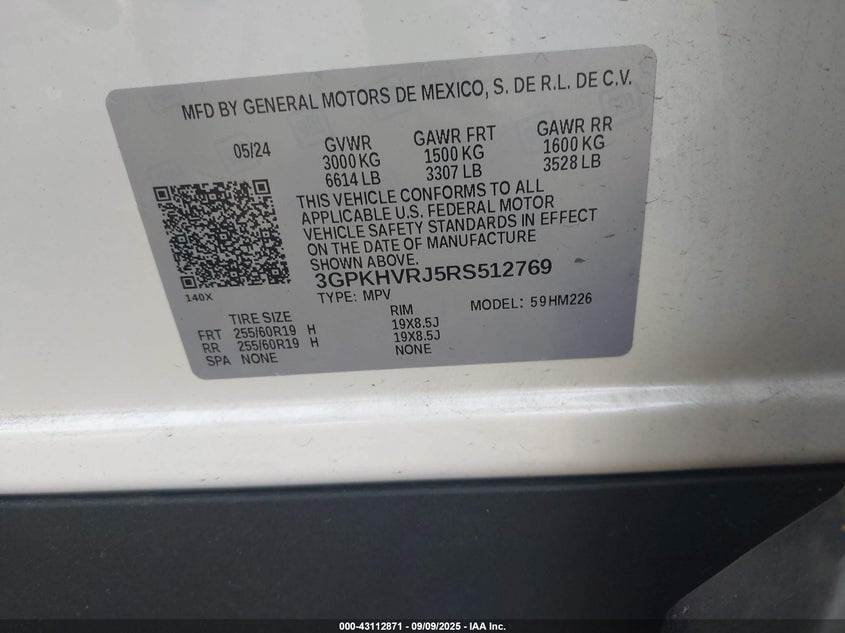 MFD BY GENERAL MOTORS DE MEXICO, S. DE R.L. DE C.V.
05/24 GVWR GAWR FRT GAWR RR
3000 KG 1500 KG 1600 KG
6614 LB 3307 LB 3528 LB
THIS VEHICLE CONFORMS TO ALL
APPLICABLE U.S. FEDERAL MOTOR
VEHICLE SAFETY STANDARDS IN EFFECT
ON THE DATE OF MANUFACTURE
SHOWN ABOVE.
3GPKHVRJ5RS512769
140X
TYPE: MPV MODEL: 59HM226
TIRE SIZE RIM
FRT 255/60R19 H 19X8.5J
RR 255/60R19 H 19X8.5J
SPA NONE NONE
000-43112871 - 09/09/2025 - IAA Inc.